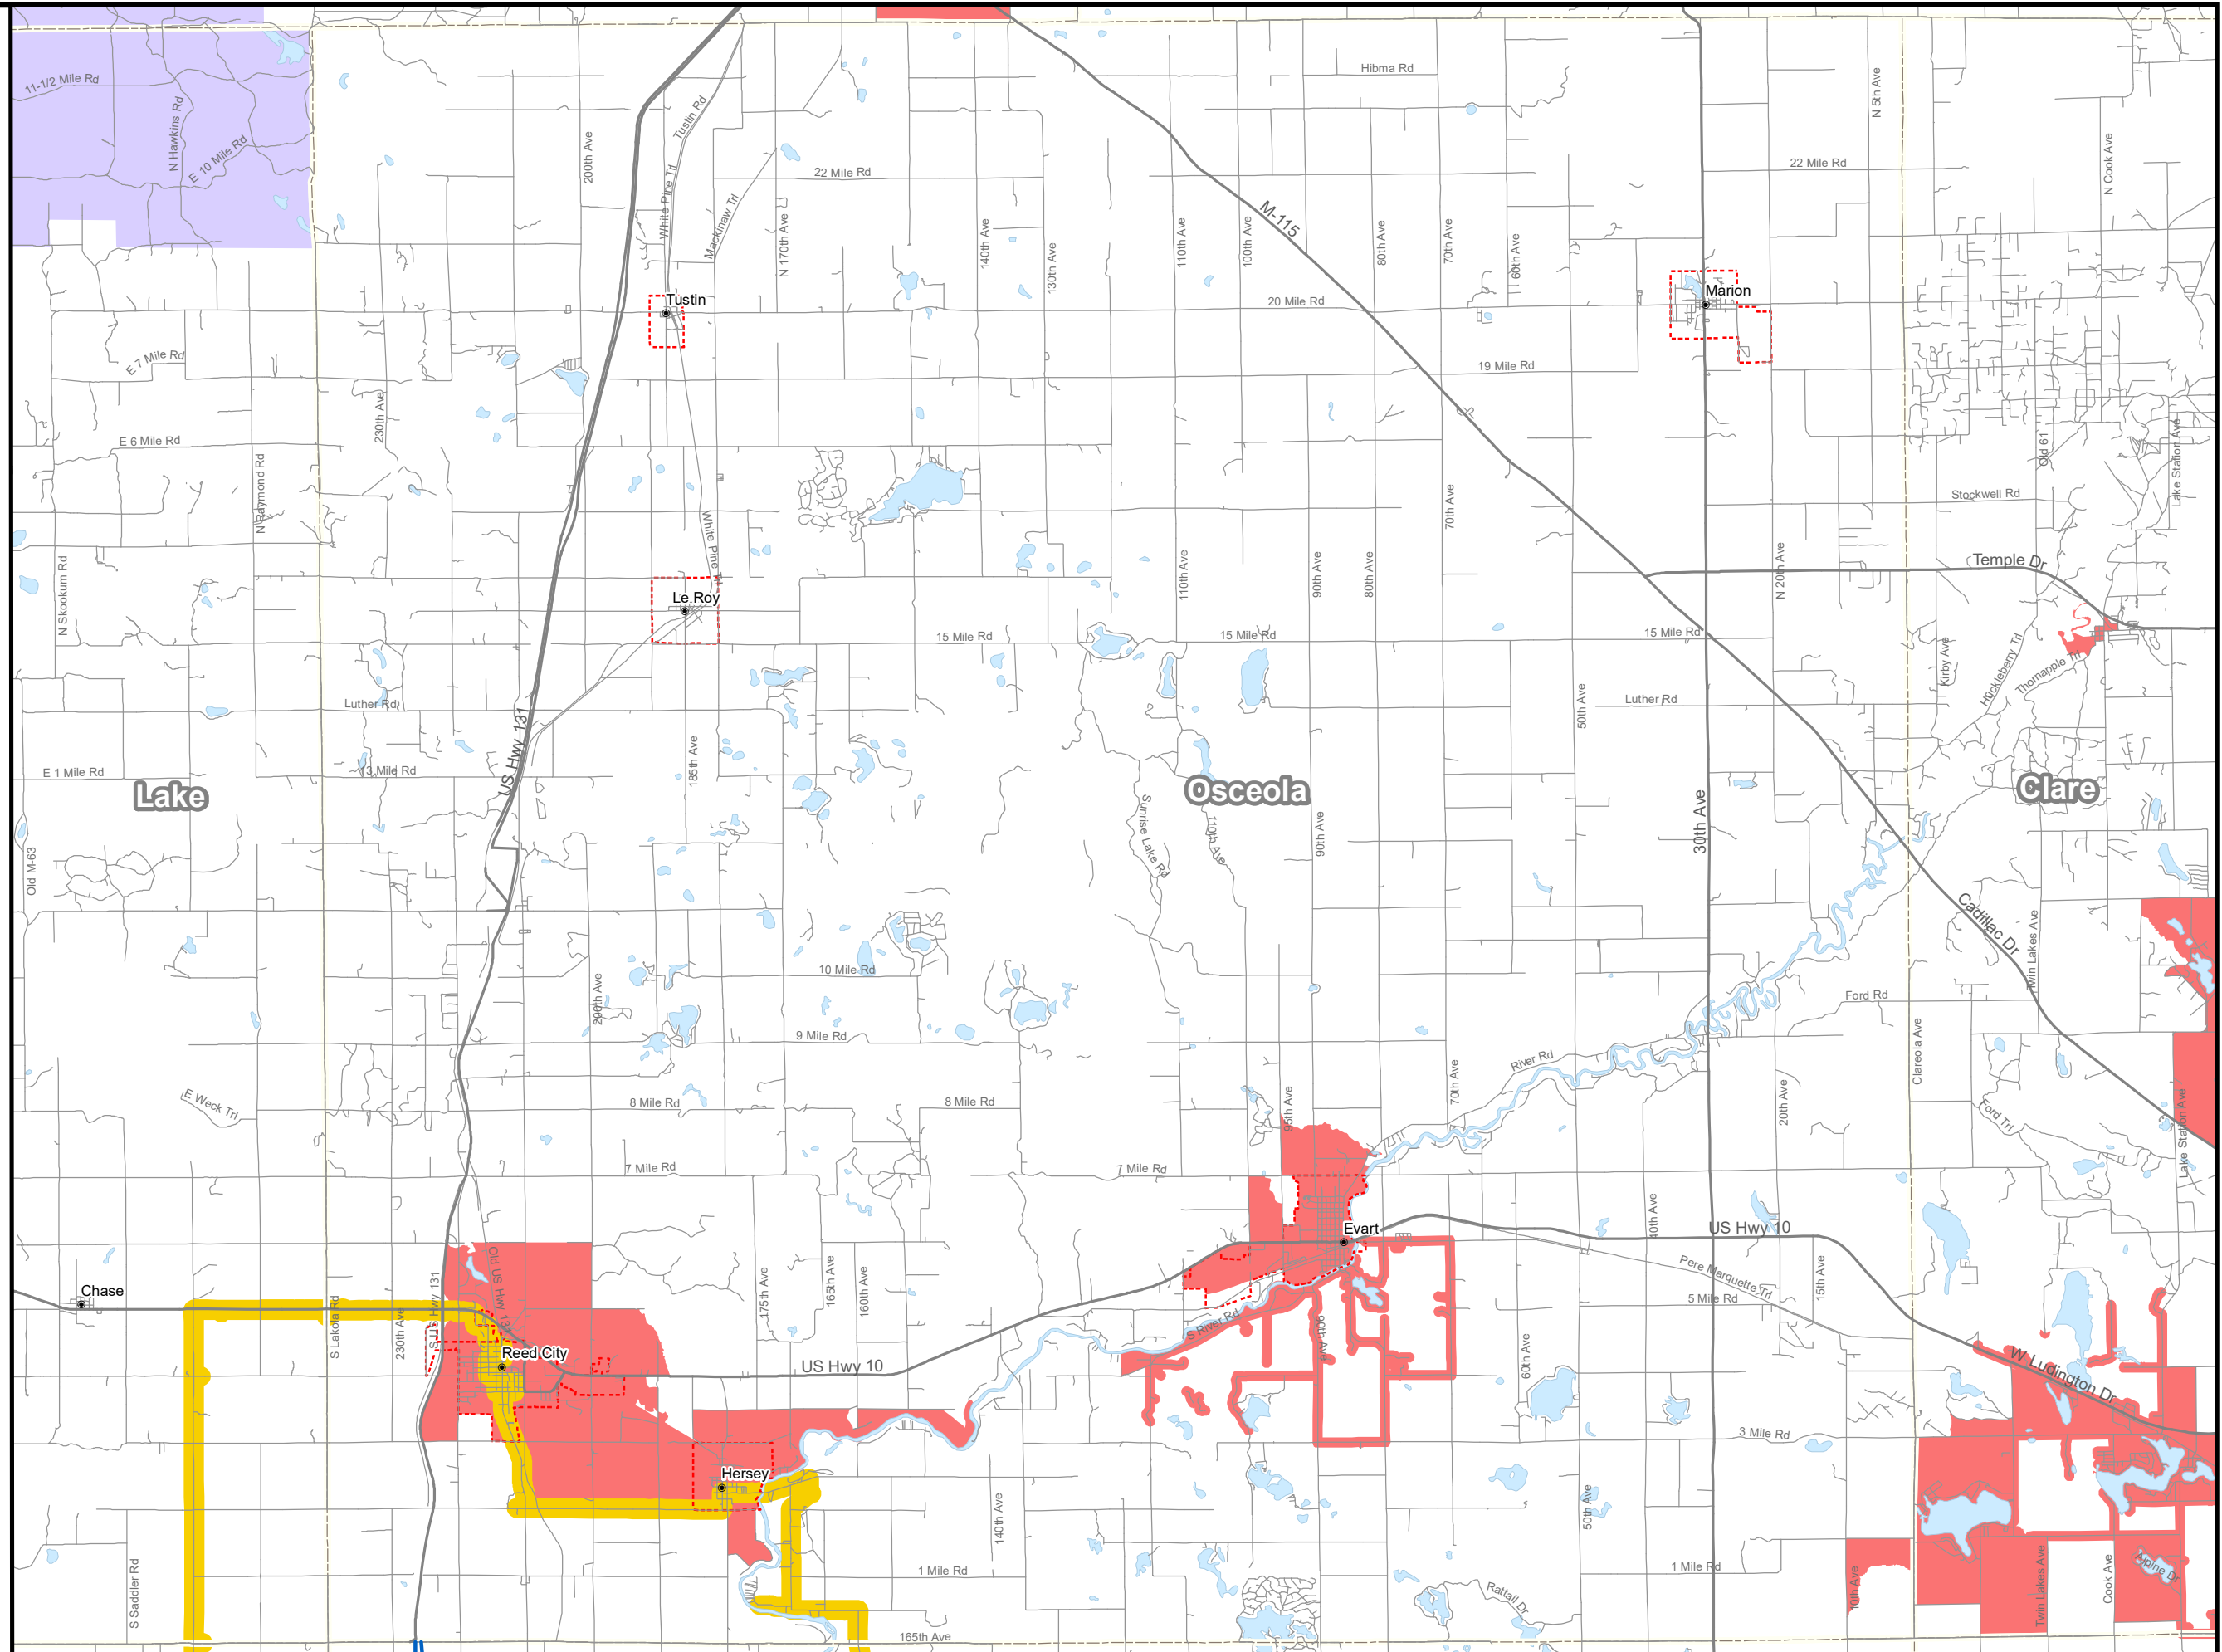 Hibma Rd
11-1/2 Mile Rd
N Hawkins Rd
E 10 Mile Rd
Tustin Rd
200th Ave
White Pine Trl
Mackinaw Trl
22 Mile Rd
N 170th Ave
140th Ave
130th Ave
110th Ave
100th Ave
M-115
80th Ave
70th Ave
60th Ave
22 Mile Rd
N 5th Ave
N Cook Ave
Tustin
20 Mile Rd
Marion
E 7 Mile Rd
19 Mile Rd
230th Ave
E 6 Mile Rd
N Raymond Rd
Old 61
Lake Station Ave
Stockwell Rd
70th Ave
White Pine Trl
N Skookum Rd
110th Ave
90th Ave
80th Ave
N 20th Ave
Temple Dr
Le Roy
15 Mile Rd
15 Mile Rd
15 Mile Rd
Kirby Ave
Huckleberry Trl
Thornapple Trl
Luther Rd
50th Ave
Luther Rd
US Hwy 131
185th Ave
E 1 Mile Rd
13 Mile Rd
Lake
Osceola
Clare
Sunrise Lake Rd
110th Ave
90th Ave
30th Ave
Old M-63
Cadillac Dr
Twin Lakes Ave
10 Mile Rd
200th Ave
Ford Rd
9 Mile Rd
River Rd
Clareola Ave
70th Ave
E Weck Trl
8 Mile Rd
8 Mile Rd
95th Ave
20th Ave
Ford Trl
Lake Station Ave
7 Mile Rd
7 Mile Rd
40th Ave
Evart
US Hwy 10
Old US Hwy 131
S US Hwy 131
Pere Marquette Trl
Chase
175th Ave
165th Ave
160th Ave
5 Mile Rd
15th Ave
S Lakola Rd
230th Ave
S River Rd
90th Ave
Reed City
US Hwy 10
60th Ave
W Ludington Dr
3 Mile Rd
Hersey
140th Ave
50th Ave
S Saddler Rd
1 Mile Rd
1 Mile Rd
10th Ave
Rattail Dr
Twin Lakes Ave
Cook Ave
Alpine Dr
165th Ave